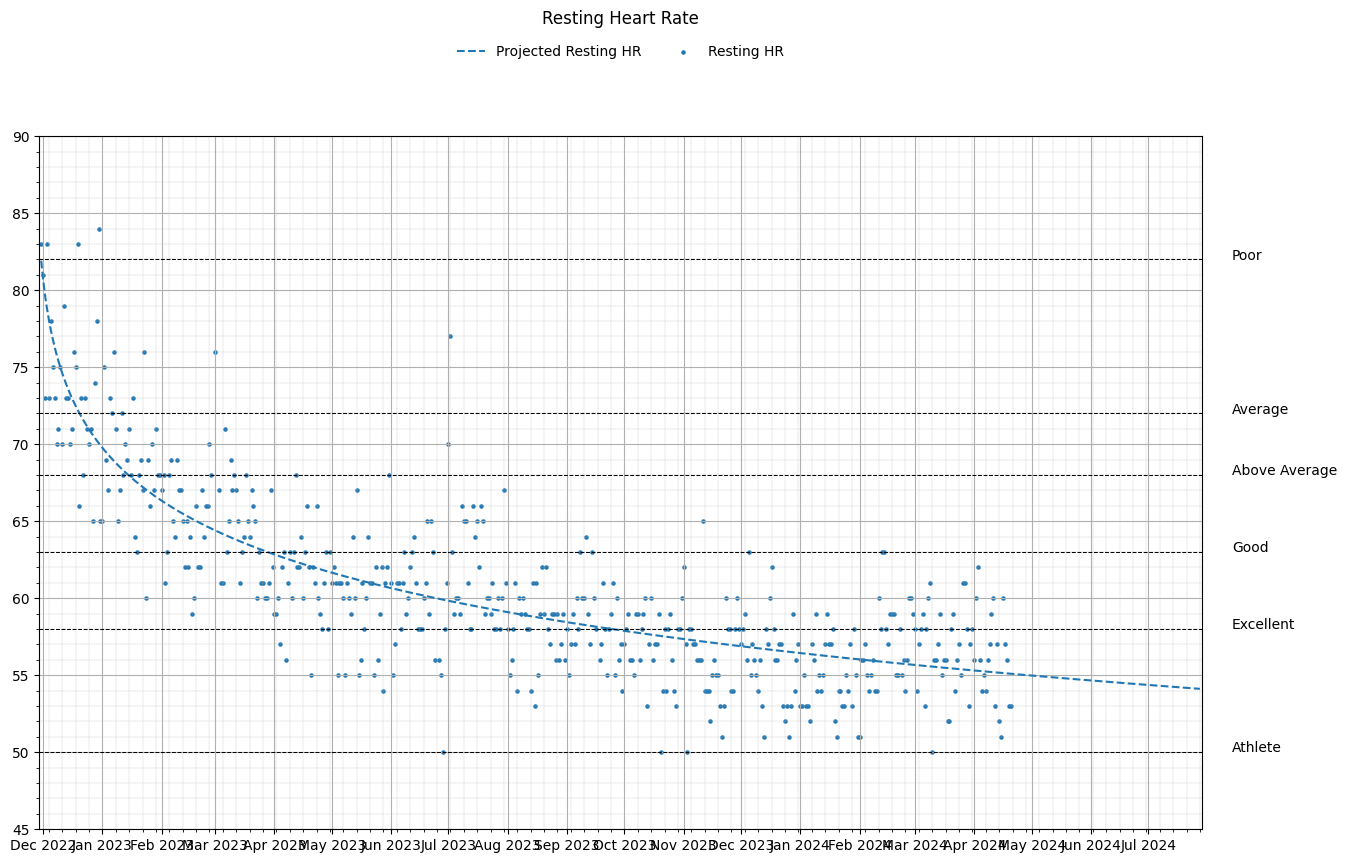 Resting Heart Rate
Projected Resting HR Resting HR
90
85
Poor
80
75
Average
70
Above Average
65
Good
60
Excellent
55
50
Athlete
45
Dec 2022 Jan 2023 Feb 2023 Mar 2023 Apr 2023 May 2023 Jun 2023 Jul 2023 Aug 2023 Sep 2023 Oct 2023 Nov 2023 Dec 2023 Jan 2024 Feb 2024 Mar 2024 Apr 2024 May 2024 Jun 2024 Jul 2024